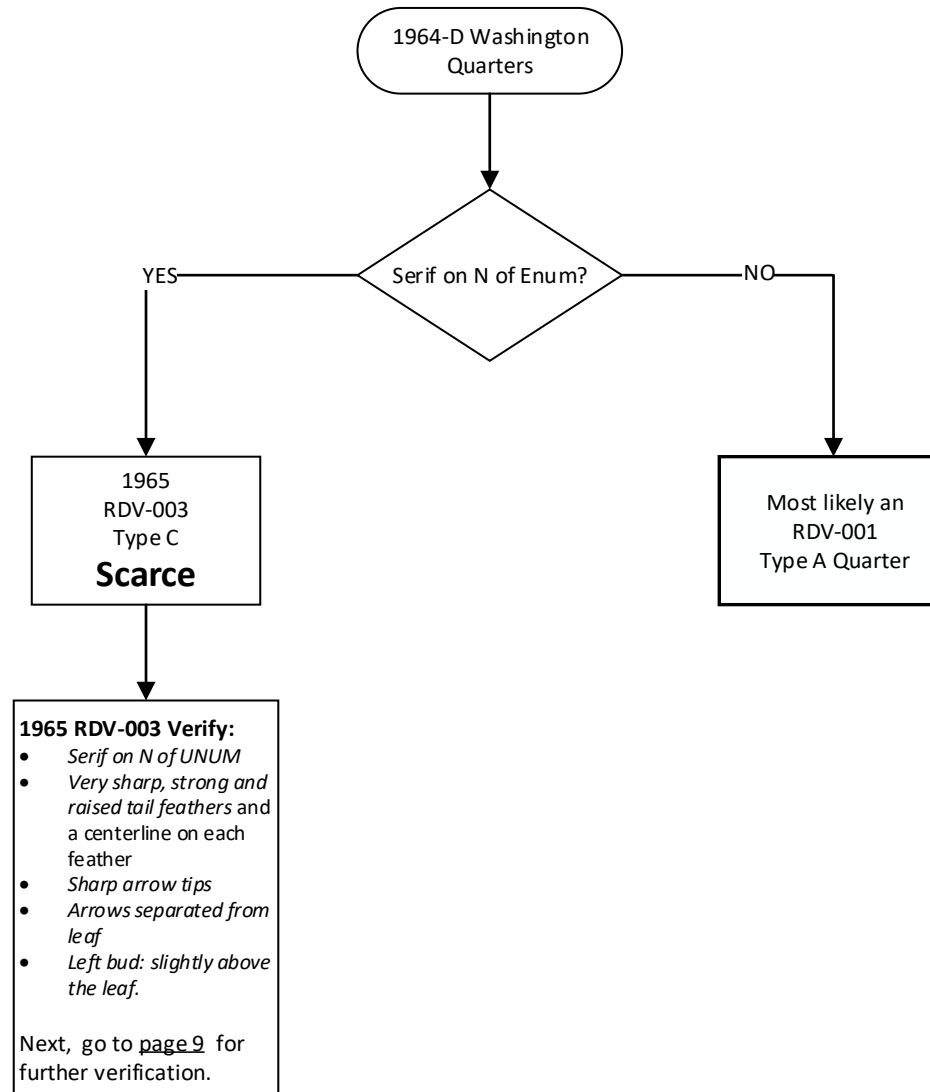 1964-D Washington
Quarters
Serif on N of Enum?
YES
NO
1965
RDV-003
Type C
Scarce
Most likely an
RDV-001
Type A Quarter
1965 RDV-003 Verify:
• Serif on N of UNUM
• Very sharp, strong and
raised tail feathers and
a centerline on each
feather
• Sharp arrow tips
• Arrows separated from
leaf
• Left bud: slightly above
the leaf.
Next, go to page 9 for
further verification.